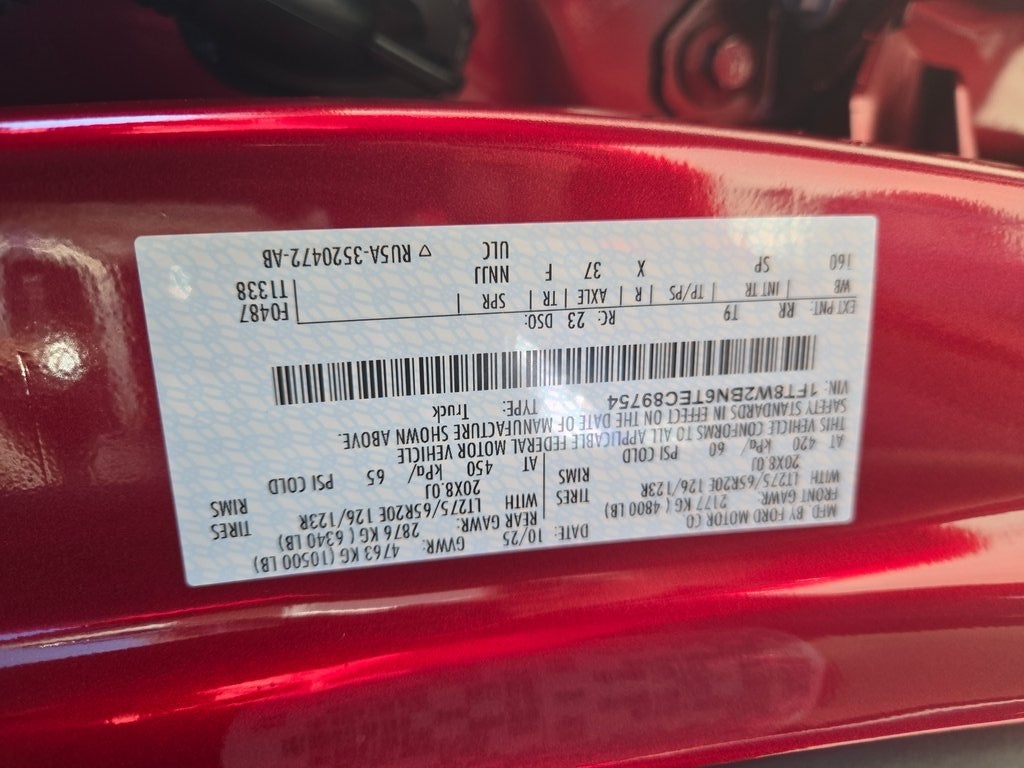 MFD. BY FORD MOTOR CO.
DATE: 10/25 GVWR: 4763 KG (10500 LB)
FRONT GAWR: 2177 KG ( 4800 LB) REAR GAWR: 2876 KG ( 6340 LB)
WITH LT275/65R20E 126/123R TIRES WITH LT275/65R20E 126/123R TIRES
20X8.0J RIMS 20X8.0J RIMS
AT 420 kPa/ 60 PSI COLD AT 450 kPa/ 65 PSI COLD
THIS VEHICLE CONFORMS TO ALL APPLICABLE FEDERAL MOTOR VEHICLE
SAFETY STANDARDS IN EFFECT ON THE DATE OF MANUFACTURE SHOWN ABOVE.
VIN: 1FT8W2BN6TEC89754 TYPE: Truck
EXT PNT: RR T9 RC: 23 DSO: F0487
WB | INT TR | TP/PS | R | AXLE | TR | SPR | T1338
160 SP X 37 F NNJJ
ULC ▽ RU5A-3520472-AB